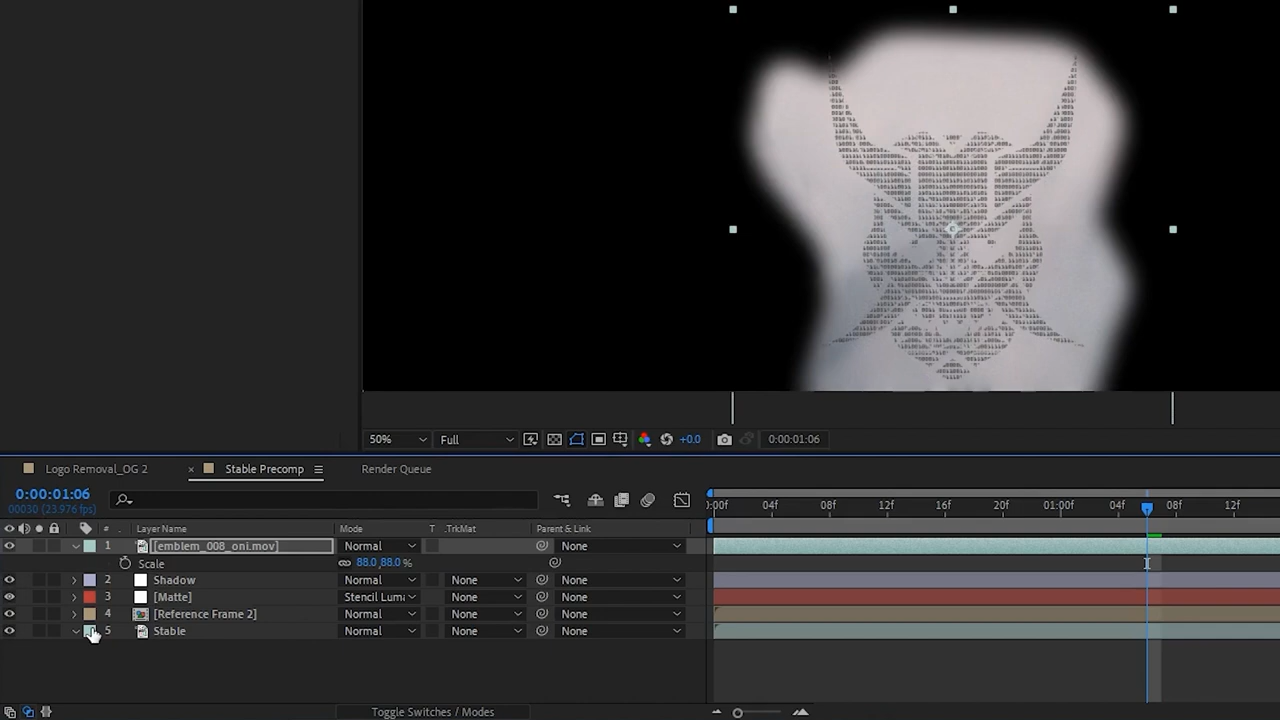 50% Full +0.0 0:00:01:06
Logo Removal_OG 2 × Stable Precomp Render Queue
0:00:01:06
00030 (23.976 fps)
:00f 04f 08f 12f 16f 20f 01:00f 04f 08f 12f
# Layer Name Mode T .TrkMat Parent & Link
1 [emblem_008_oni.mov] Normal None
Scale 88.0,88.0%
2 Shadow Normal None None
3 [Matte] Stencil Luma None None
4 [Reference Frame 2] Normal None None
5 Stable Normal None None
Toggle Switches / Modes